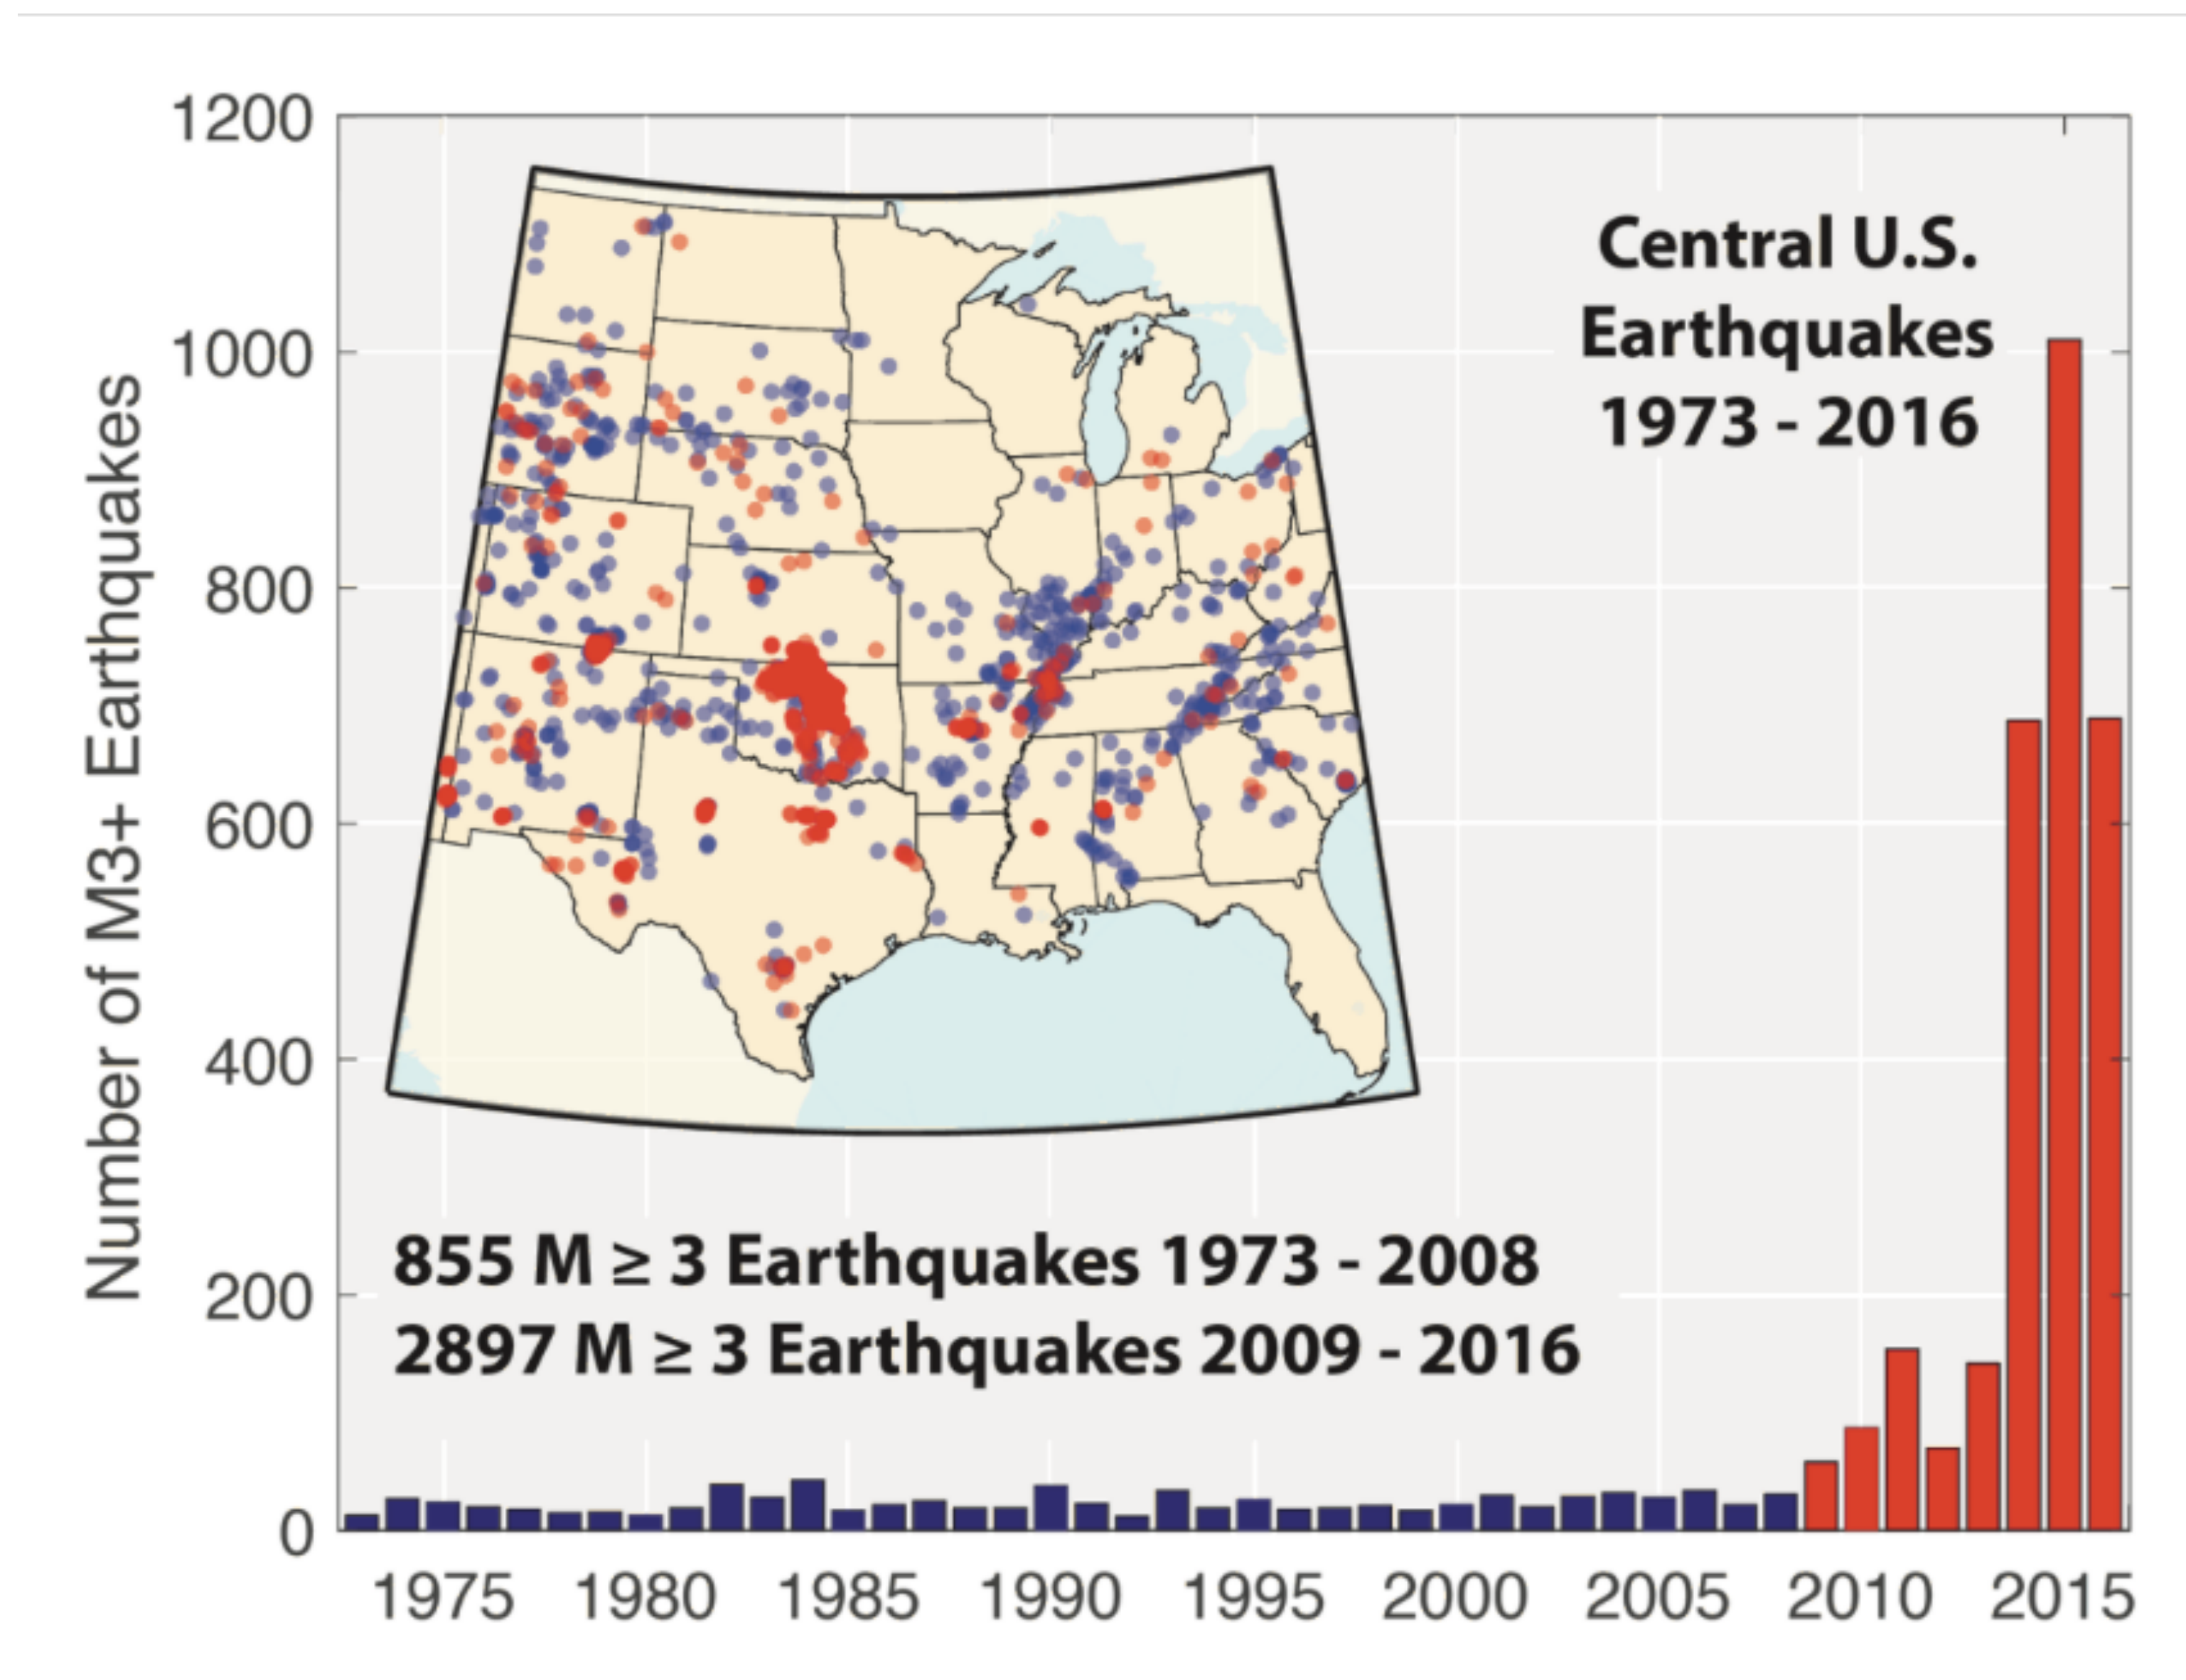 Number of M3+ Earthquakes
1200
1000
800
600
400
200
0
Central U.S.
Earthquakes
1973 - 2016
855 M ≥ 3 Earthquakes 1973 - 2008
2897 M ≥ 3 Earthquakes 2009 - 2016
1975 1980 1985 1990 1995 2000 2005 2010 2015